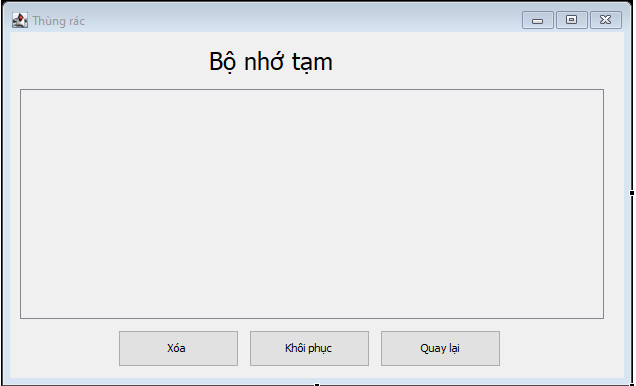 Thùng rác
Bộ nhớ tạm
Xóa
Khôi phục
Quay lại